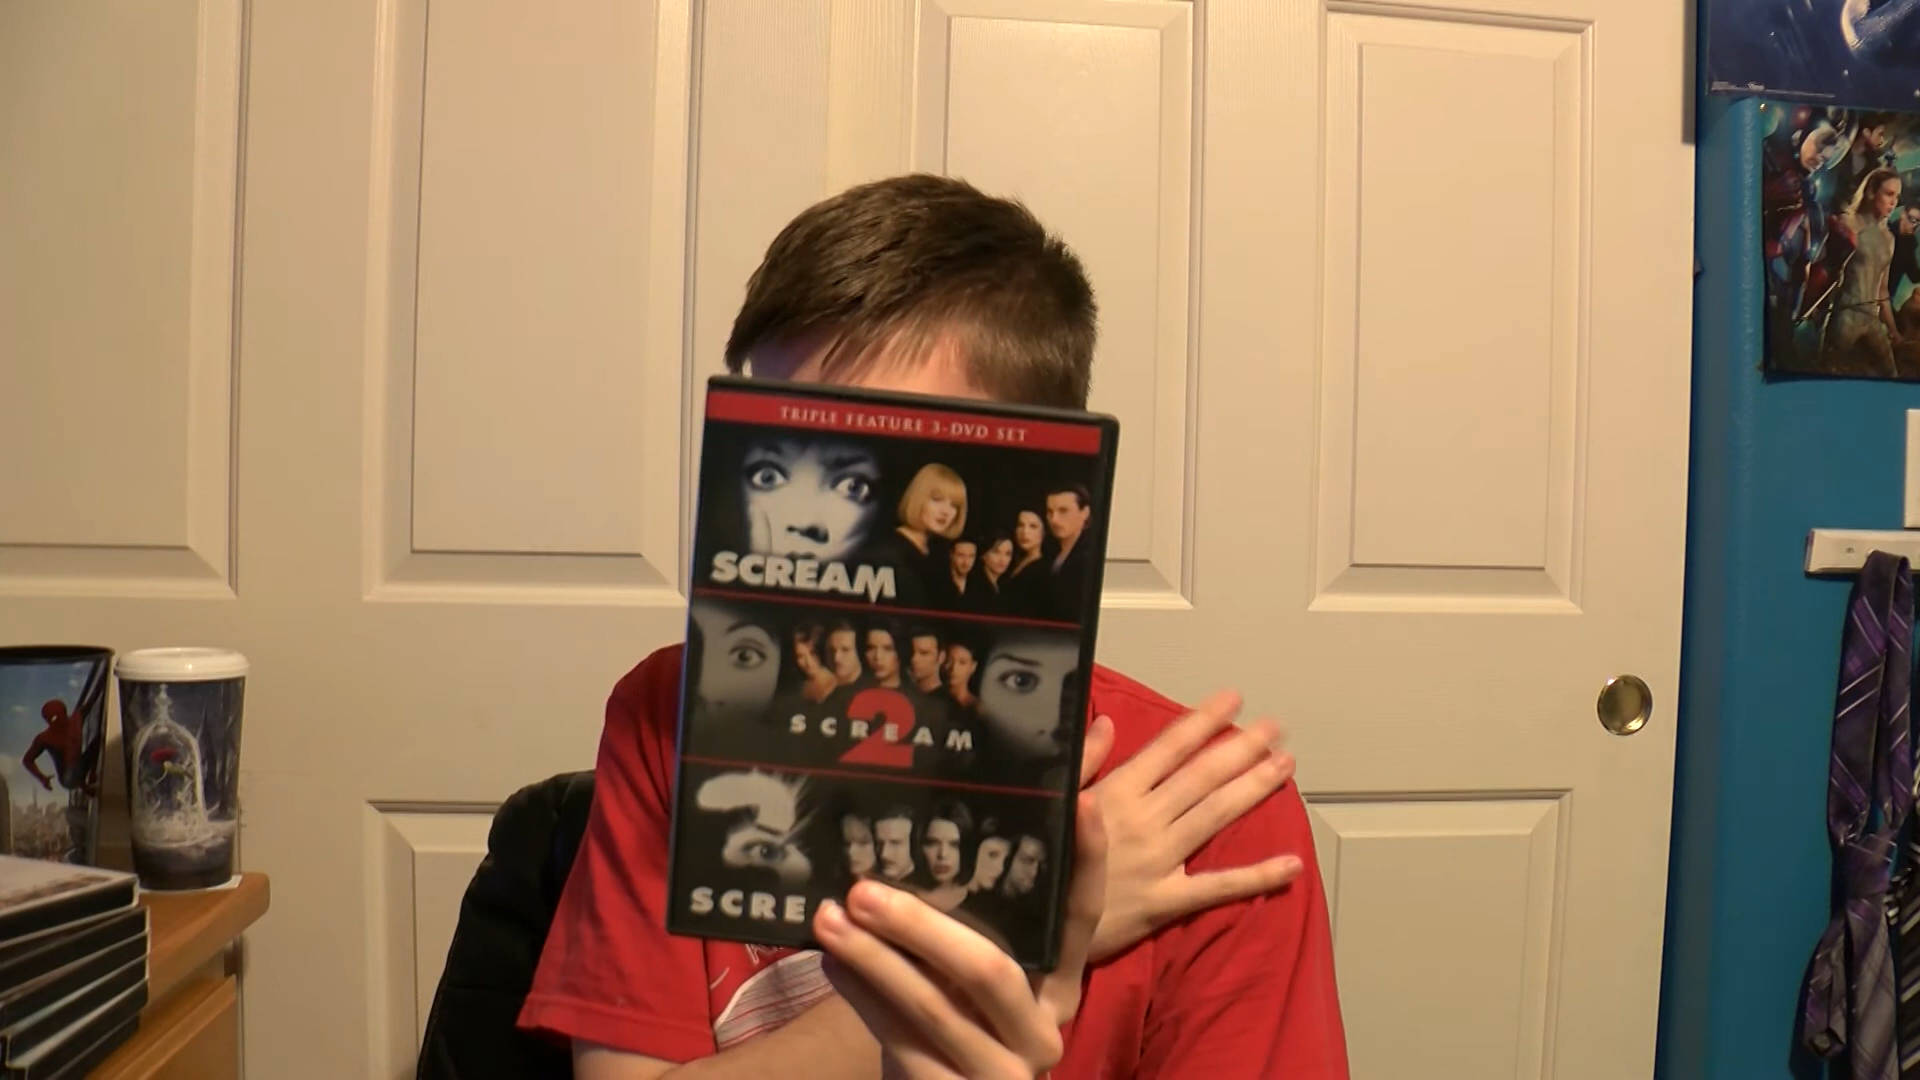 TRIPLE FEATURE 3-DVD SET
SCREAM
2
SCREAM
SCRE